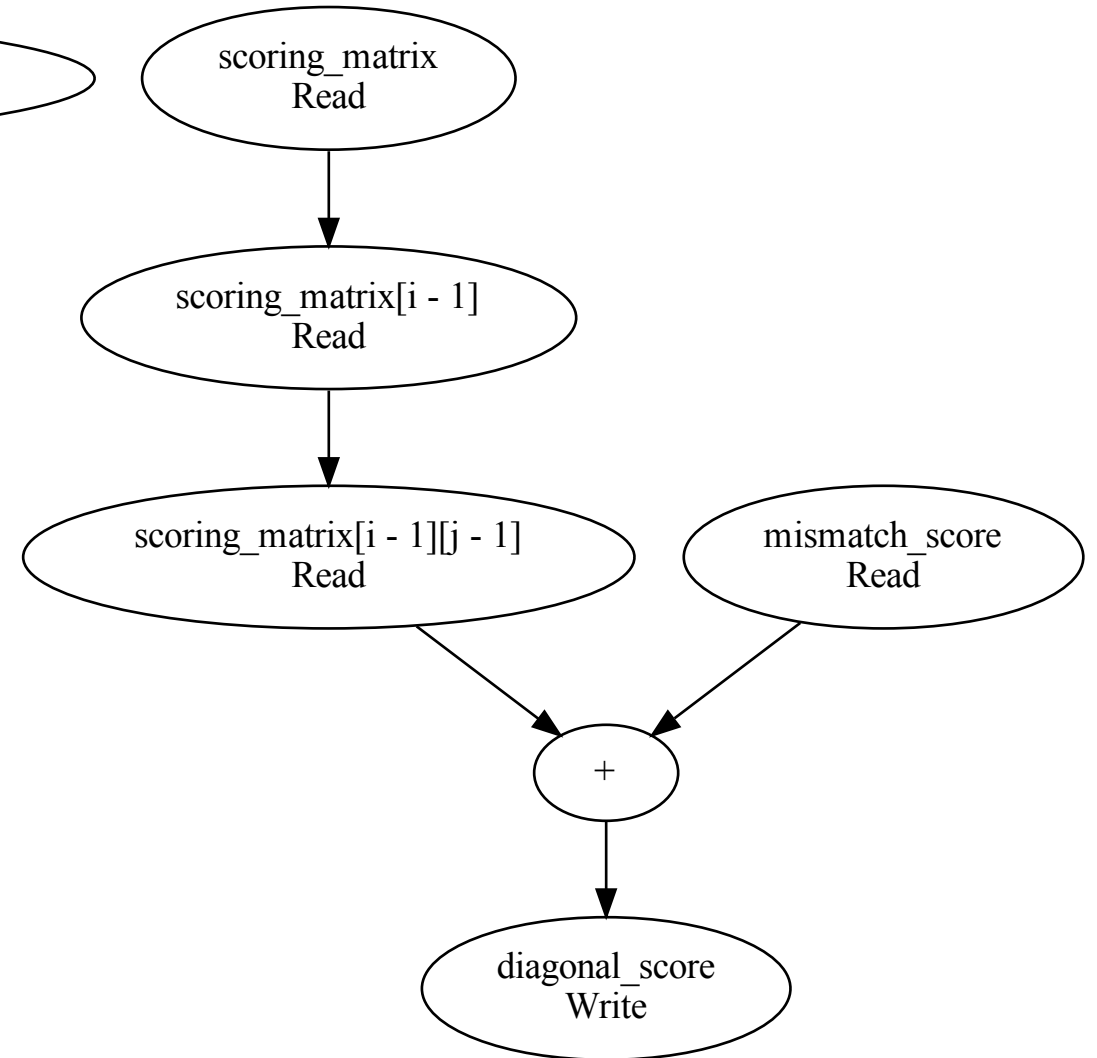 scoring_matrix
Read
scoring_matrix[i - 1]
Read
scoring_matrix[i - 1][j - 1]
Read
mismatch_score
Read
+
diagonal_score
Write